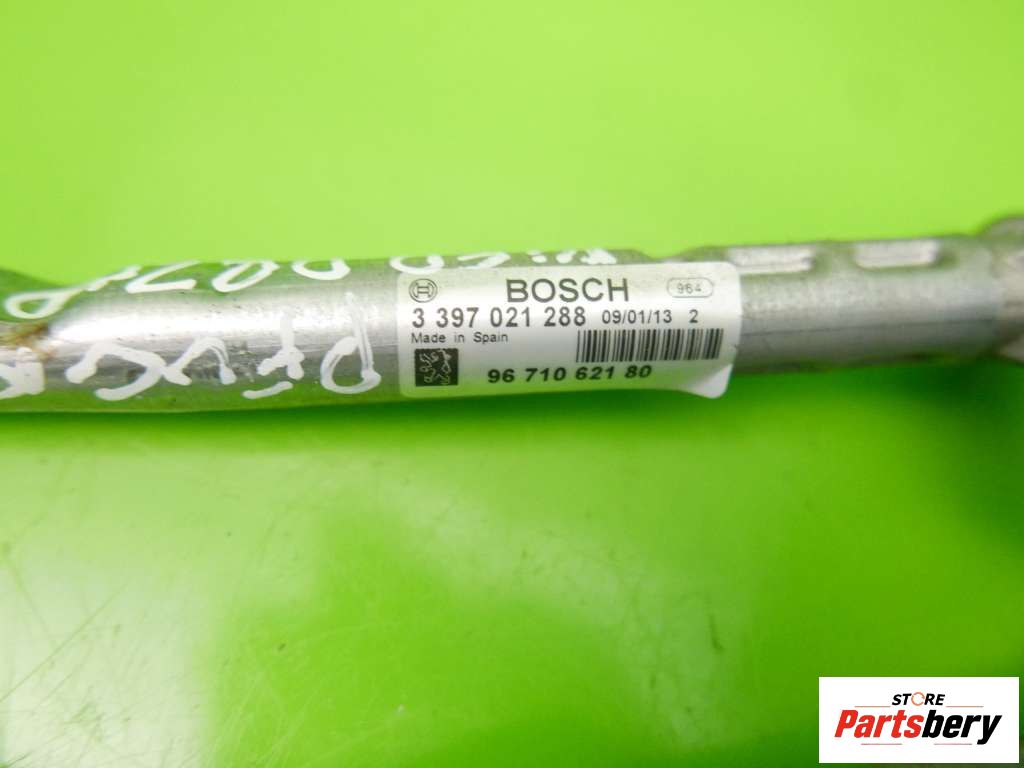 BOSCH 964
3 397 021 288 09/01/13 2
Made in Spain
96 710 621 80
STORE
Partsbery